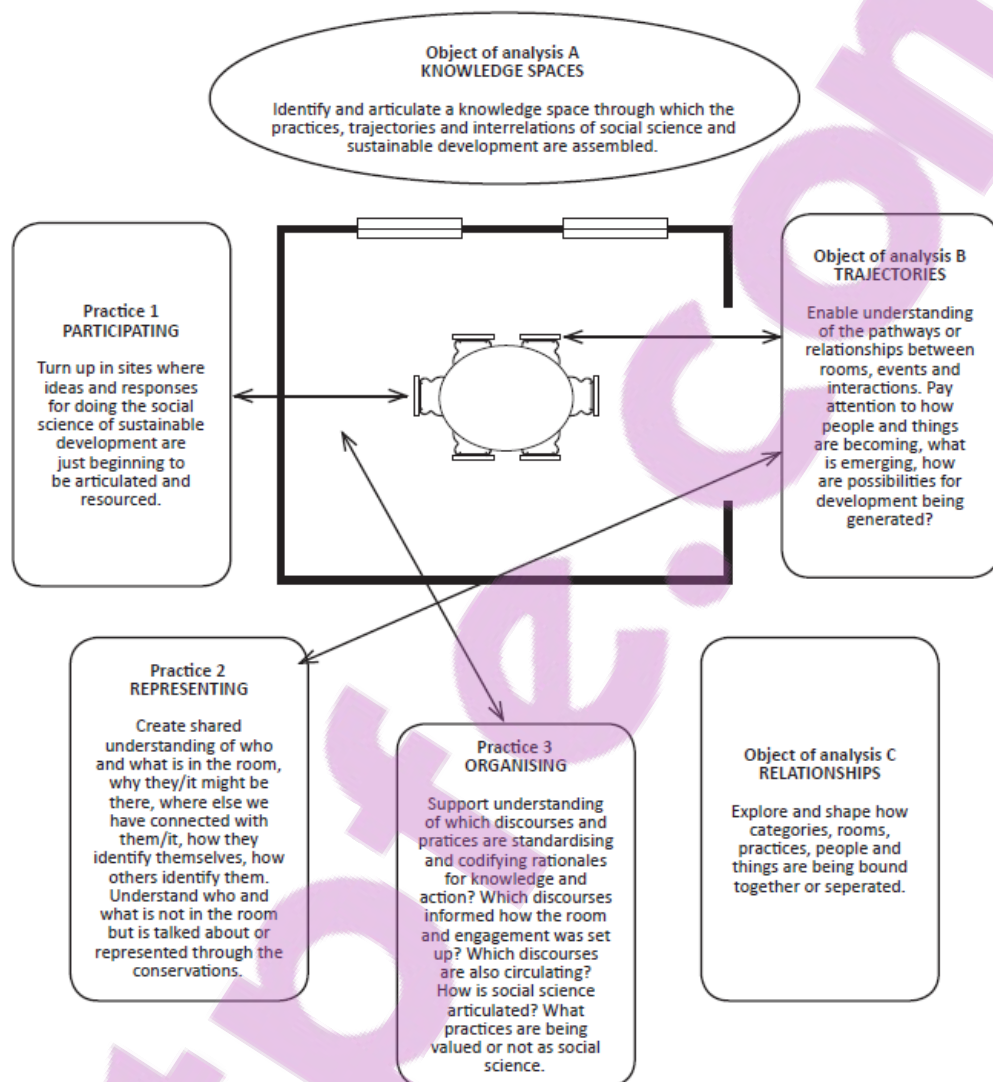 Object of analysis A
KNOWLEDGE SPACES
Identify and articulate a knowledge space through which the
practices, trajectories and interrelations of social science and
sustainable development are assembled.
Practice 1
PARTICIPATING
Turn up in sites where
ideas and responses
for doing the social
science of sustainable
development are
just beginning to
be articulated and
resourced.
Object of analysis B
TRAJECTORIES
Enable understanding
of the pathways or
relationships between
rooms, events and
interactions. Pay
attention to how
people and things
are becoming, what
is emerging, how
are possibilities for
development being
generated?
Practice 2
REPRESENTING
Create shared
understanding of who
and what is in the room,
why they/it might be
there, where else we
have connected with
them/it, how they
identify themselves, how
others identify them.
Understand who and
what is not in the room
but is talked about or
represented through the
conservations.
Practice 3
ORGANISING
Support understanding
of which discourses and
pratices are standardising
and codifying rationales
for knowledge and
action? Which discourses
informed how the room
and engagement was set
up? Which discourses
are also circulating?
How is social science
articulated? What
practices are being
valued or not as social
science.
Object of analysis C
RELATIONSHIPS
Explore and shape how
categories, rooms,
practices, people and
things are being bound
together or seperated.